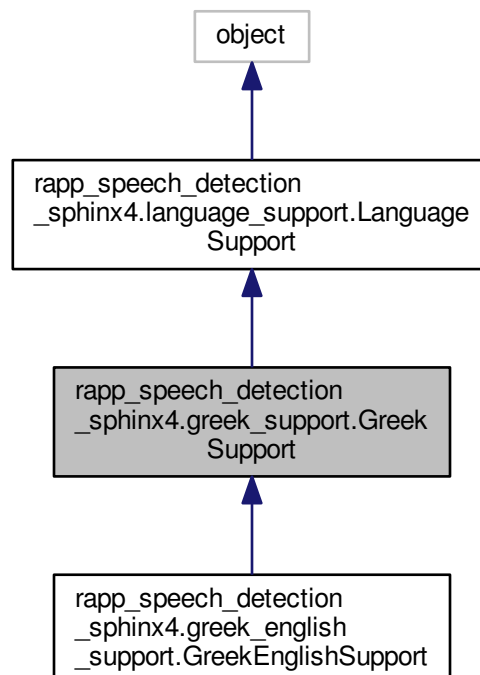 object
rapp_speech_detection
_sphinx4.language_support.Language
Support
rapp_speech_detection
_sphinx4.greek_support.Greek
Support
rapp_speech_detection
_sphinx4.greek_english
_support.GreekEnglishSupport